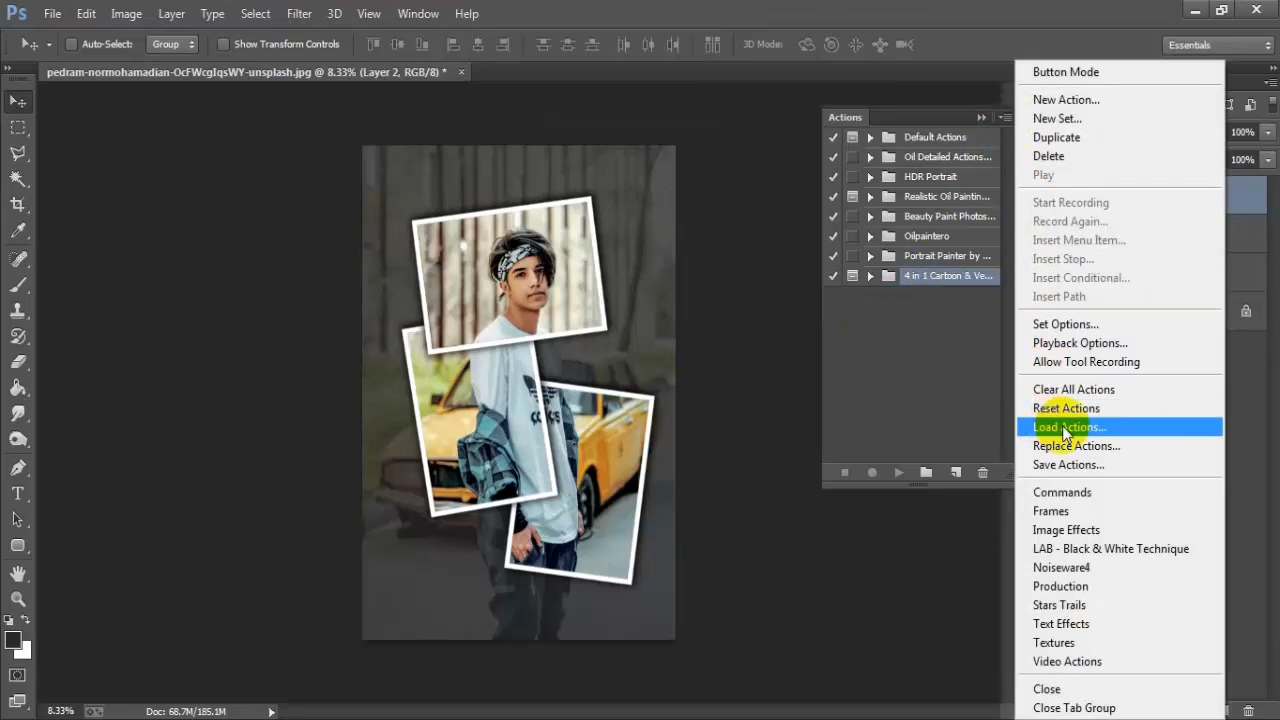 Ps File Edit Image Layer Type Select Filter 3D View Window Help
Auto-Select: Group Show Transform Controls 3D Mode: Essentials
pedram-normohamadian-OcFWcgIqsWY-unsplash.jpg @ 8.33% (Layer 2, RGB/8) *
Actions
Default Actions
Oil Detailed Actions...
HDR Portrait
Realistic Oil Paintin...
Beauty Paint Photos...
Oilpaintero
Portrait Painter by ...
4 in 1 Cartoon & Ve...
Button Mode
New Action...
New Set...
Duplicate
Delete
Play
Start Recording
Record Again...
Insert Menu Item...
Insert Stop...
Insert Conditional...
Insert Path
Set Options...
Playback Options...
Allow Tool Recording
Clear All Actions
Reset Actions
Load Actions...
Replace Actions...
Save Actions...
Commands
Frames
Image Effects
LAB - Black & White Technique
Noiseware4
Production
Stars Trails
Text Effects
Textures
Video Actions
Close
Close Tab Group
100%
100%
adidas
8.33% Doc: 68.7M/185.1M